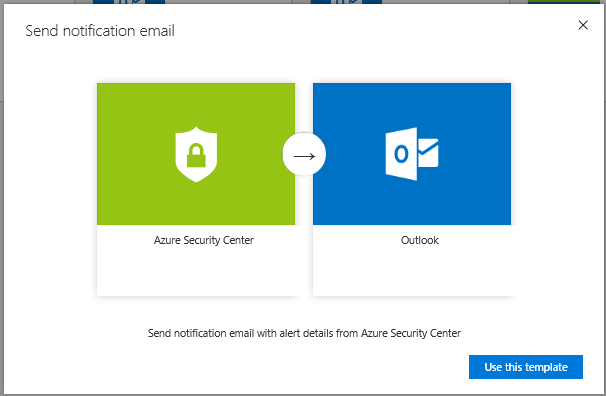 Send notification email
Azure Security Center
Outlook
Send notification email with alert details from Azure Security Center
Use this template